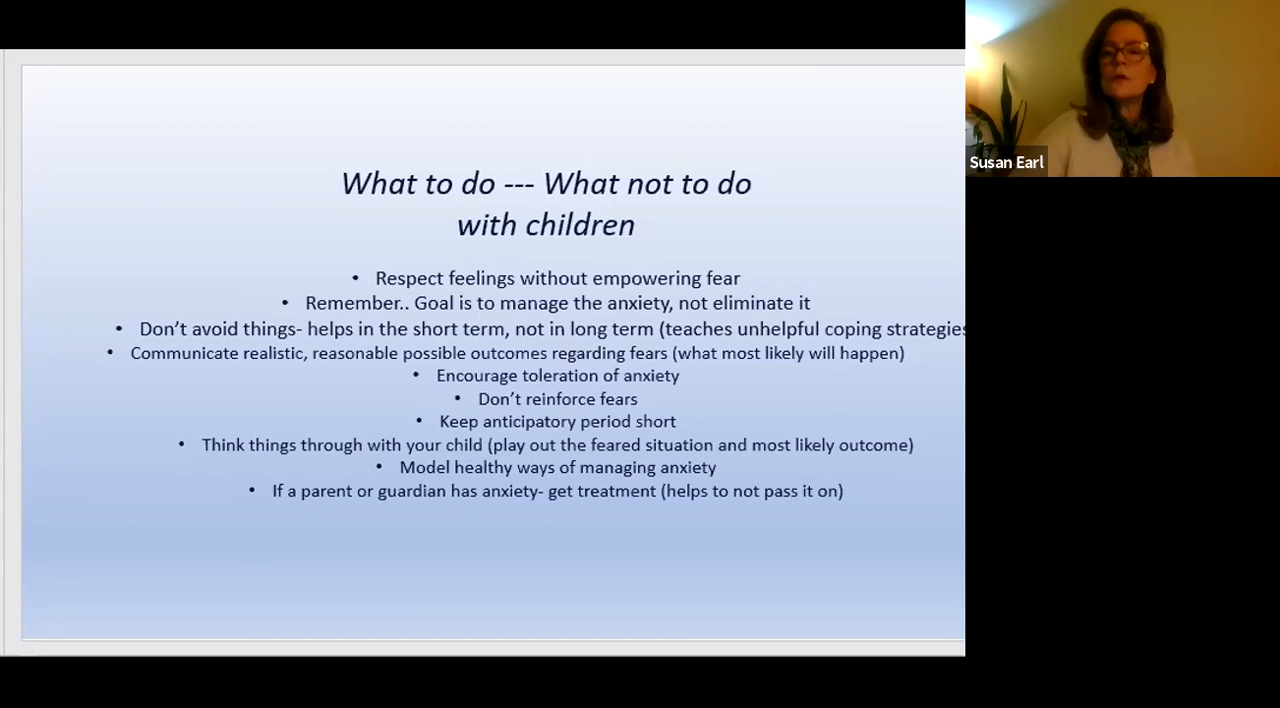 What to do --- What not to do
with children
• Respect feelings without empowering fear
• Remember.. Goal is to manage the anxiety, not eliminate it
• Don't avoid things- helps in the short term, not in long term (teaches unhelpful coping strategies
• Communicate realistic, reasonable possible outcomes regarding fears (what most likely will happen)
• Encourage toleration of anxiety
• Don't reinforce fears
• Keep anticipatory period short
• Think things through with your child (play out the feared situation and most likely outcome)
• Model healthy ways of managing anxiety
• If a parent or guardian has anxiety- get treatment (helps to not pass it on)
Susan Earl